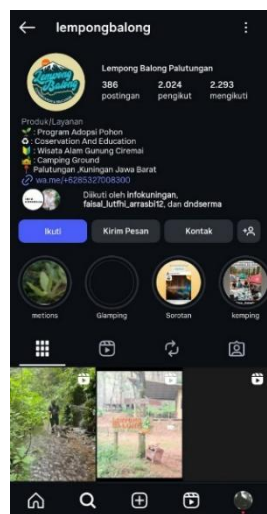 lempongbalong
Lempong Balong
Lempong Balong Palutungan
386 2.024 2.293
postingan pengikut mengikuti
Produk/Layanan
: Program Adopsi Pohon
: Coservation And Education
: Wisata Alam Gunung Ciremai
: Camping Ground
Palutungan ,Kuningan Jawa Barat
wa.me/+6285327008300
Diikuti oleh infokuningan,
faisal_lutfhi_arrasbi12, dan dndserma
Ikuti Kirim Pesan Kontak
metions Glamping Sorotan kemping